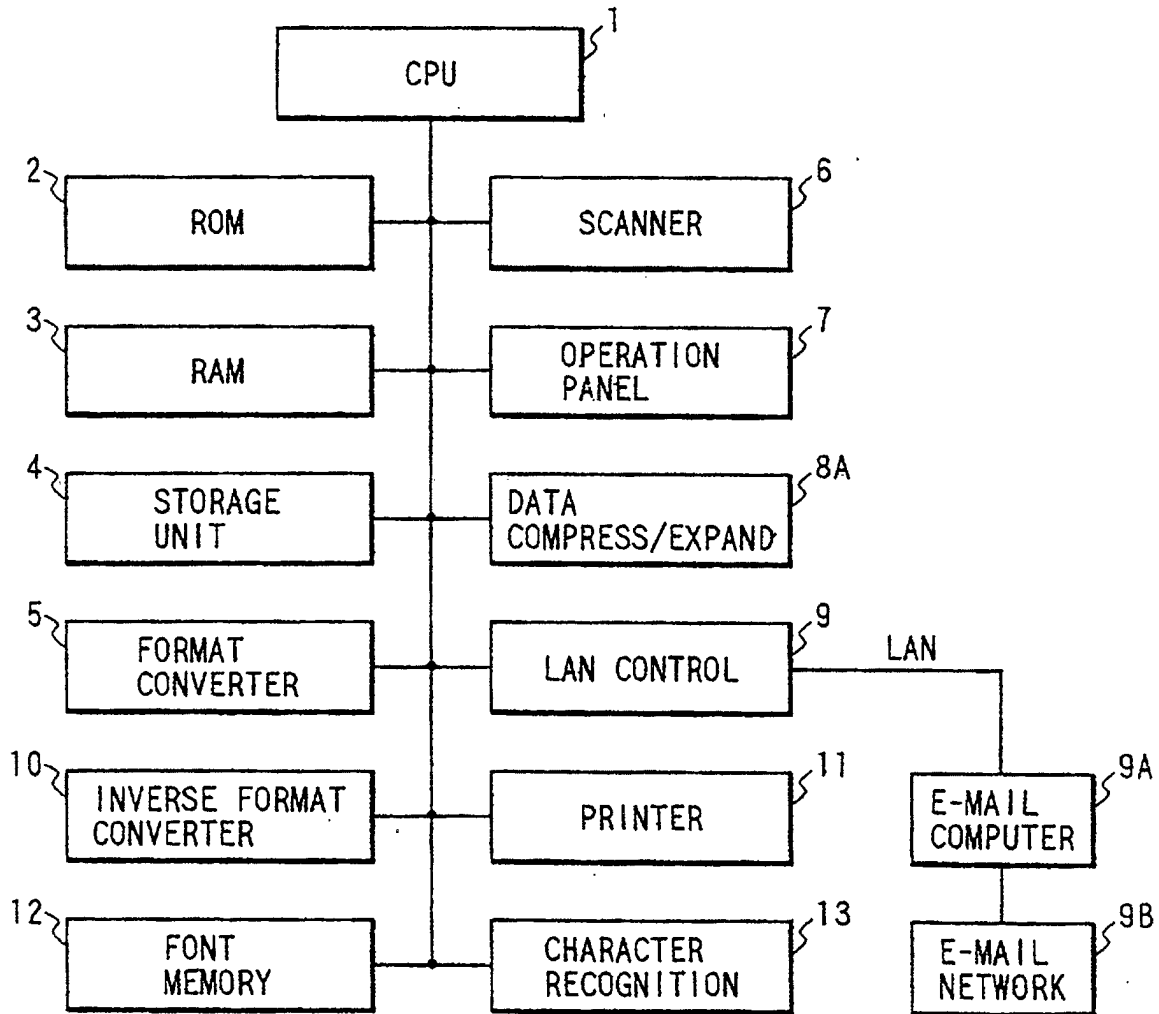 1
CPU
2
ROM
6
SCANNER
3
RAM
7
OPERATION
PANEL
4
STORAGE
UNIT
8A
DATA
COMPRESS/EXPAND
5
FORMAT
CONVERTER
9
LAN CONTROL
LAN
10
INVERSE FORMAT
CONVERTER
11
PRINTER
9A
E-MAIL
COMPUTER
12
FONT
MEMORY
13
CHARACTER
RECOGNITION
9B
E-MAIL
NETWORK